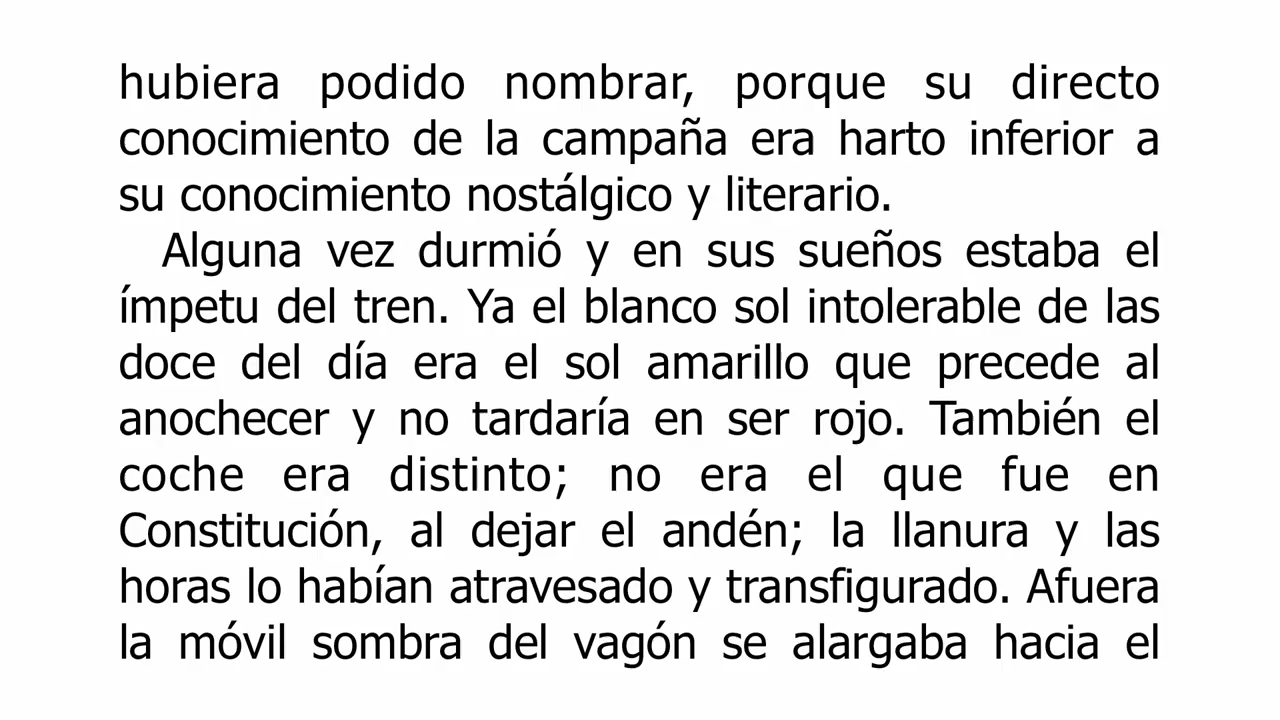 hubiera podido nombrar, porque su directo
conocimiento de la campaña era harto inferior a
su conocimiento nostálgico y literario.
Alguna vez durmió y en sus sueños estaba el
ímpetu del tren. Ya el blanco sol intolerable de las
doce del día era el sol amarillo que precede al
anochecer y no tardaría en ser rojo. También el
coche era distinto; no era el que fue en
Constitución, al dejar el andén; la llanura y las
horas lo habían atravesado y transfigurado. Afuera
la móvil sombra del vagón se alargaba hacia el